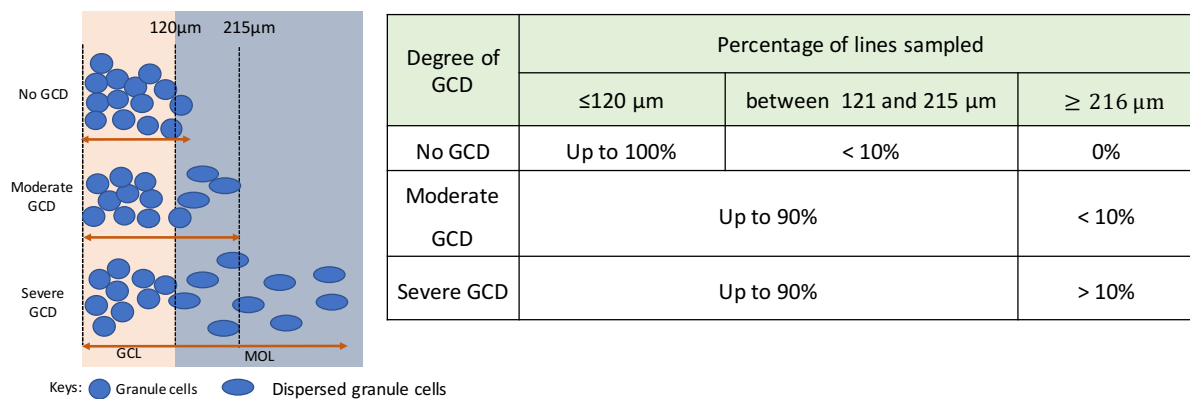 120µm 215µm
No GCD
Moderate
GCD
Severe
GCD
GCL MOL
Keys: Granule cells Dispersed granule cells
Degree of
GCD
Percentage of lines sampled
≤120 µm between 121 and 215 µm ≥ 216 µm
No GCD Up to 100% < 10% 0%
Moderate
GCD
Up to 90% < 10%
Severe GCD Up to 90% > 10%